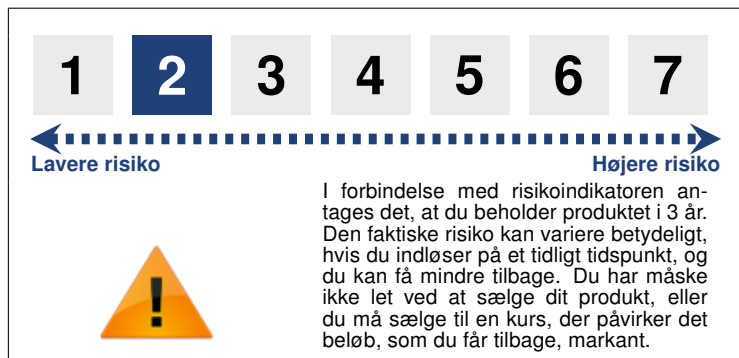 1 2 3 4 5 6 7
Lavere risiko Højere risiko
I forbindelse med risikoindikatoren an-
tages det, at du beholder produktet i 3 år.
Den faktiske risiko kan variere betydeligt,
hvis du indløser på et tidligt tidspunkt, og
du kan få mindre tilbage. Du har måske
ikke let ved at sælge dit produkt, eller
du må sælge til en kurs, der påvirker det
beløb, som du får tilbage, markant.